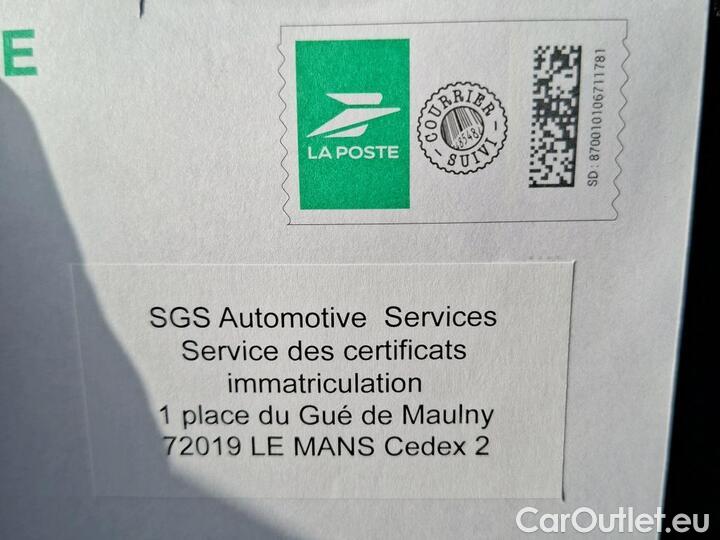 E
LA POSTE
COURRIER
SUIVI
8548
SD : 870010106711781
SGS Automotive Services
Service des certificats
immatriculation
1 place du Gué de Maulny
72019 LE MANS Cedex 2
CarOutlet.eu